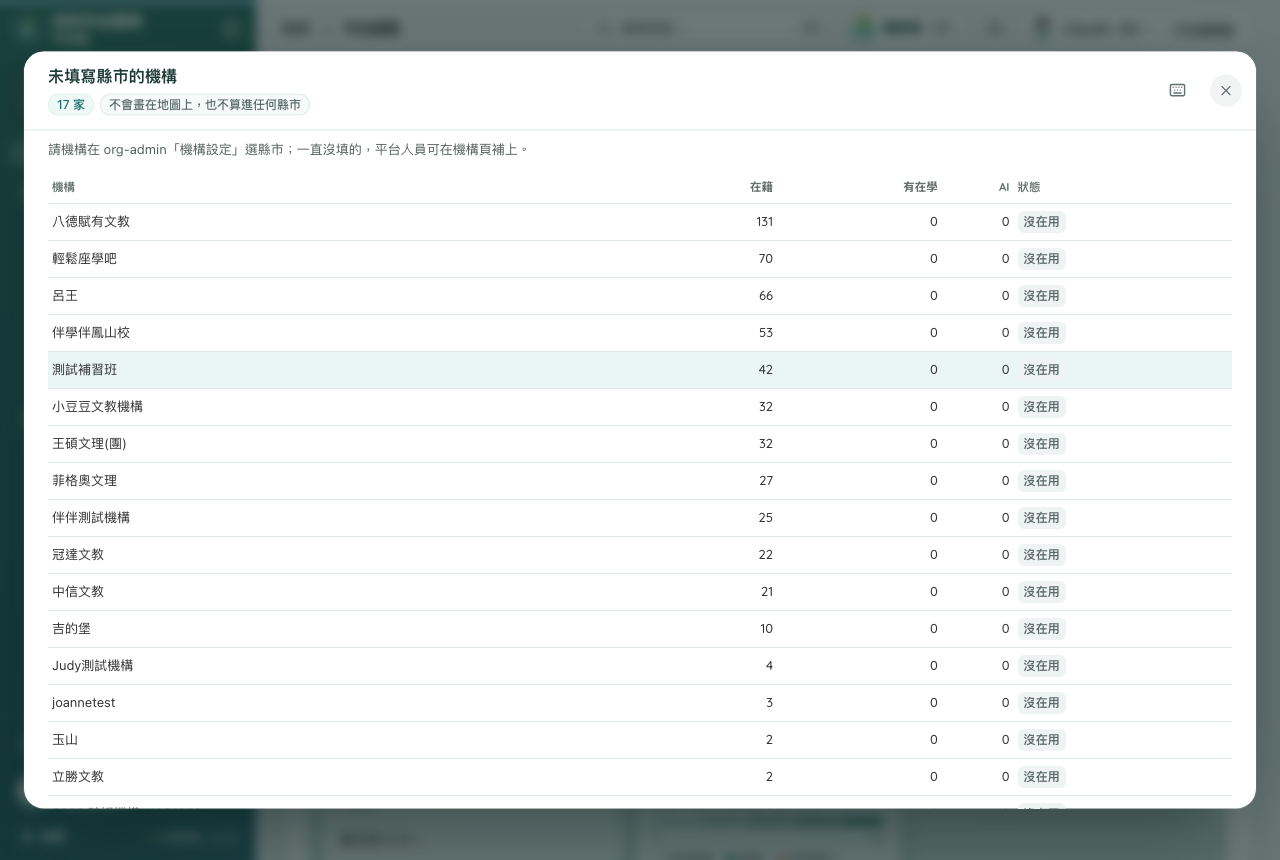 未填寫縣市的機構
17 家 不會畫在地圖上，也不算進任何縣市
請機構在 org-admin「機構設定」選縣市；一直沒填的，平台人員可在機構頁補上。
機構 在籍 有在學 AI 狀態
八德賦有文教 131 0 0 沒在用
輕鬆座學吧 70 0 0 沒在用
呂王 66 0 0 沒在用
伴學伴鳳山校 53 0 0 沒在用
測試補習班 42 0 0 沒在用
小豆豆文教機構 32 0 0 沒在用
王碩文理(團) 32 0 0 沒在用
菲格奧文理 27 0 0 沒在用
伴伴測試機構 25 0 0 沒在用
冠達文教 22 0 0 沒在用
中信文教 21 0 0 沒在用
吉的堡 10 0 0 沒在用
Judy測試機構 4 0 0 沒在用
joannetest 3 0 0 沒在用
玉山 2 0 0 沒在用
立勝文教 2 0 0 沒在用